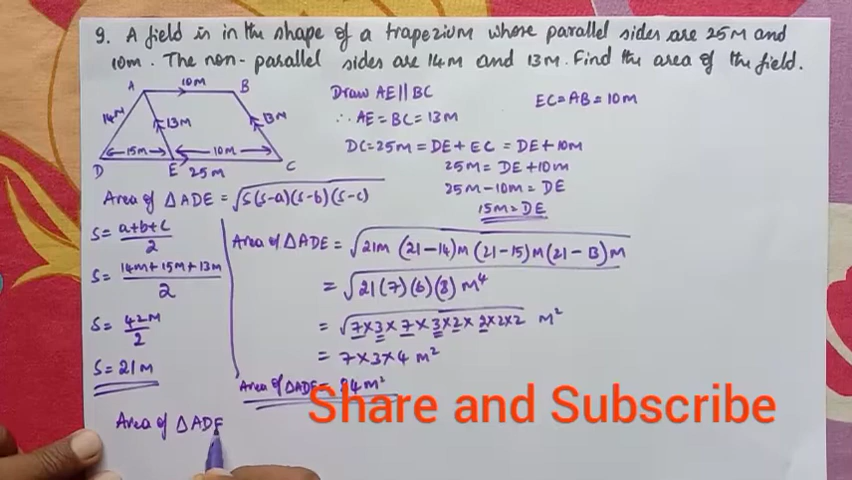 9. A field is in the shape of a trapezium whose parallel sides are 25M and
10M. The non-parallel sides are 14M and 13M. Find the area of the field.
10M
A B
14M 13M 13M
15M 10M
D E 25M C
Draw AE || BC
∴ AE = BC = 13M
EC = AB = 10M
DC = 25M = DE + EC = DE + 10M
25M = DE + 10M
25M - 10M = DE
15M = DE
Area of △ADE = √S(S-a)(S-b)(S-c)
S = a+b+c / 2
S = 14M + 15M + 13M / 2
S = 42M / 2
S = 21M
Area of △ADE = √21M (21-14)M (21-15)M (21-13)M
= √21(7)(6)(8) M⁴
= √7×3×7×3×2×2×2×2 M²
= 7×3×4 M²
Area of △ADE = 84M²
Share and Subscribe
Area of △ADE